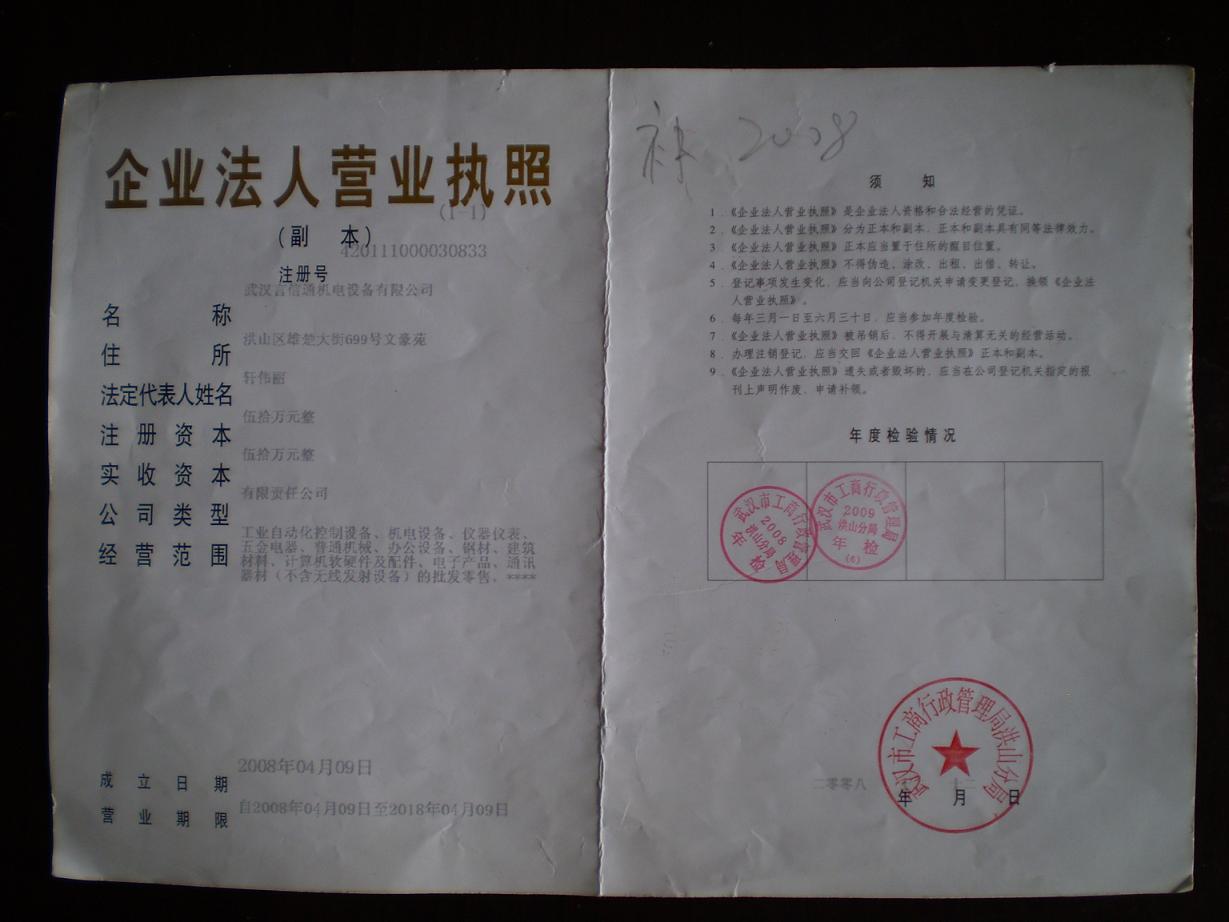 企业法人营业执照
(1-1)
(副 本)
420111000030833
注册号
名 称 武汉言信通机电设备有限公司
住 所 洪山区雄楚大街699号文豪苑
法定代表人姓名 轩伟丽
注册资本 伍拾万元整
实收资本 伍拾万元整
公司类型 有限责任公司
经营范围 工业自动化控制设备、机电设备、仪器仪表、
五金电器、普通机械、办公设备、钢材、建筑
材料、计算机软硬件及配件、电子产品、通讯
器材（不含无线发射设备）的批发零售。****
成立日期 2008年04月09日
营业期限 自2008年04月09日至2018年04月09日
2008
须 知
1．《企业法人营业执照》是企业法人资格和合法经营的凭证。
2．《企业法人营业执照》分为正本和副本，正本和副本具有同等法律效力。
3．《企业法人营业执照》正本应当置于住所的醒目位置。
4．《企业法人营业执照》不得伪造、涂改、出租、出借、转让。
5．登记事项发生变化，应当向公司登记机关申请变更登记，换领《企业法
人营业执照》。
6．每年三月一日至六月三十日，应当参加年度检验。
7．《企业法人营业执照》被吊销后，不得开展与清算无关的经营活动。
8．办理注销登记，应当交回《企业法人营业执照》正本和副本。
9．《企业法人营业执照》遗失或者毁坏的，应当在公司登记机关指定的报
刊上声明作废，申请补领。
年度检验情况
武汉市工商行政管理局
2008
洪山分局
年检
武汉市工商行政管理局
2009
洪山分局
年 检
(6)
武汉市工商行政管理局洪山分局
二零零八 年 月 十二 日